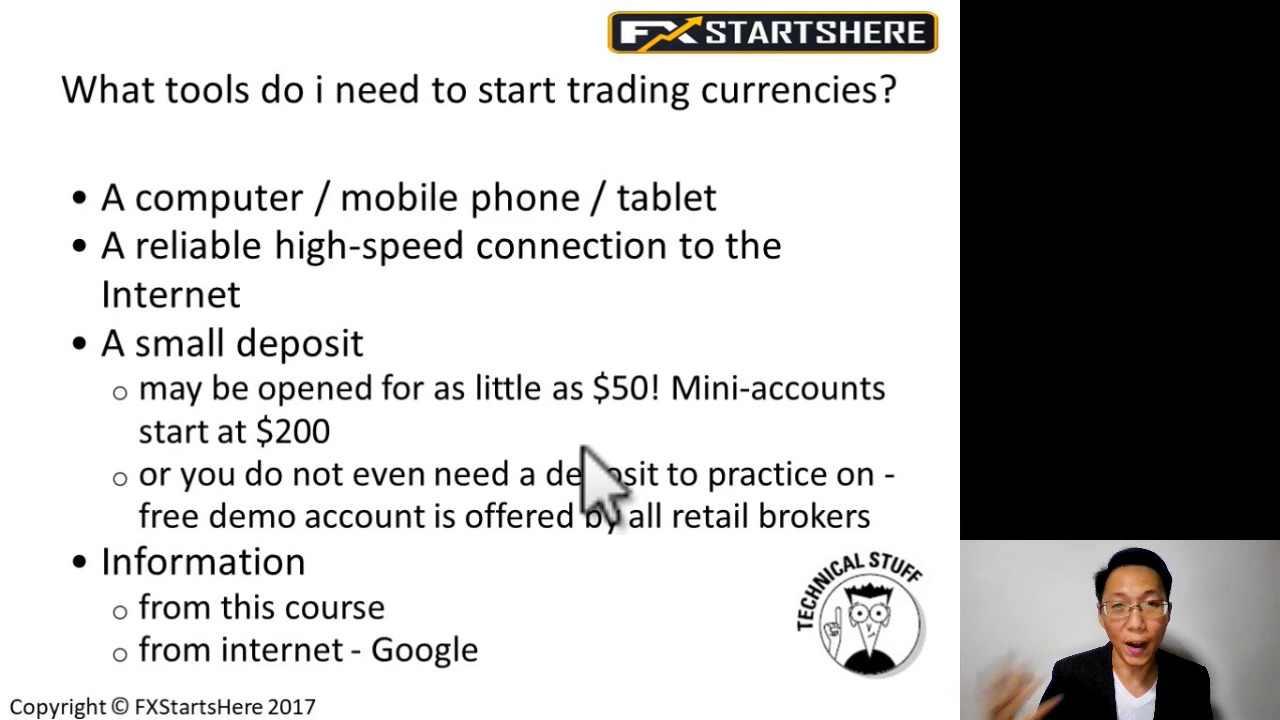 FX STARTSHERE
What tools do i need to start trading currencies?
• A computer / mobile phone / tablet
• A reliable high-speed connection to the
Internet
• A small deposit
o may be opened for as little as $50! Mini-accounts
start at $200
o or you do not even need a deposit to practice on -
free demo account is offered by all retail brokers
• Information
o from this course
o from internet - Google
TECHNICAL STUFF
Copyright © FXStartsHere 2017